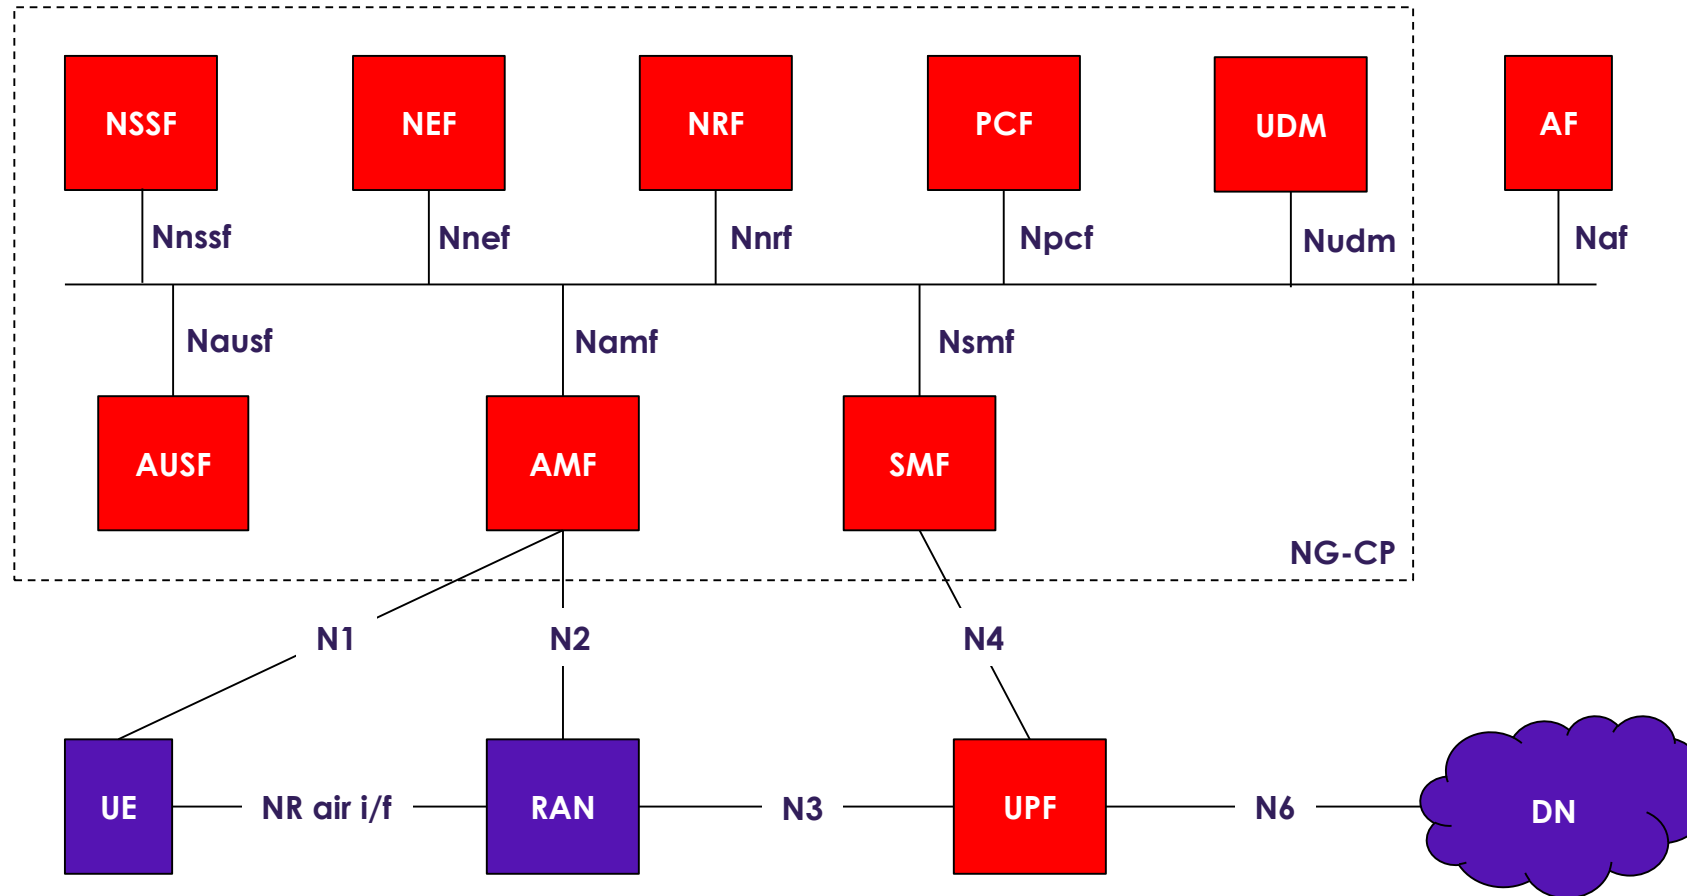 NSSF
NEF
NRF
PCF
UDM
AF
Nnssf
Nnef
Nnrf
Npcf
Nudm
Naf
Nausf
Namf
Nsmf
AUSF
AMF
SMF
NG-CP
N1
N2
N4
UE
NR air i/f
RAN
N3
UPF
N6
DN